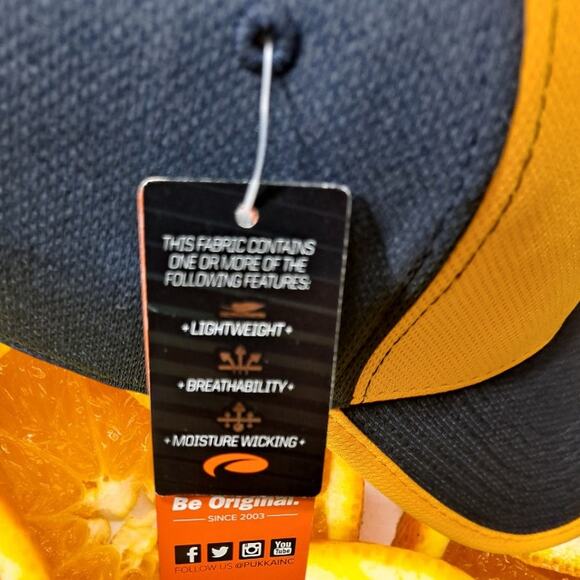 THIS FABRIC CONTAINS
ONE OR MORE OF THE
FOLLOWING FEATURES:
• LIGHTWEIGHT •
• BREATHABILITY •
• MOISTURE WICKING •
Be Original.
SINCE 2003
f You Tube
FOLLOW US @PUKKAINC